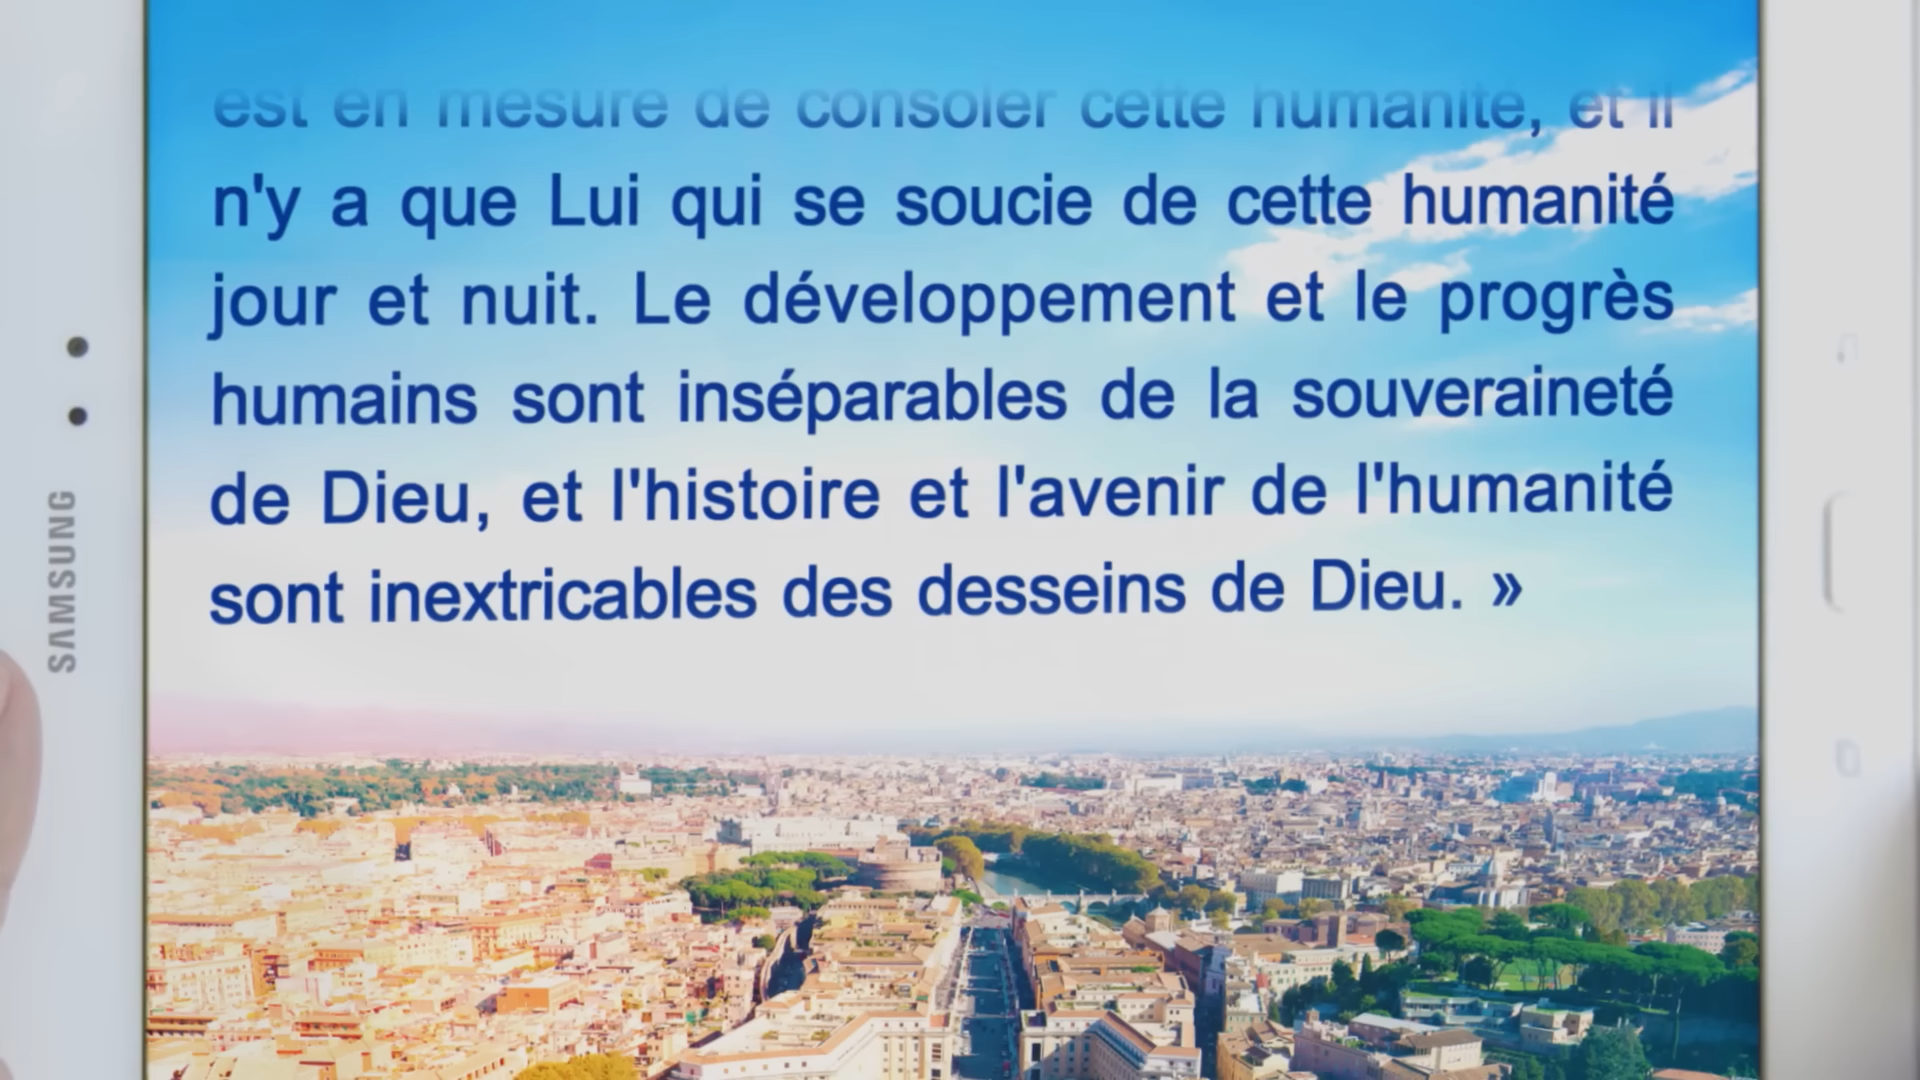 est en mesure de consoler cette humanité, et il
n'y a que Lui qui se soucie de cette humanité
jour et nuit. Le développement et le progrès
humains sont inséparables de la souveraineté
de Dieu, et l'histoire et l'avenir de l'humanité
sont inextricables des desseins de Dieu. »
SAMSUNG